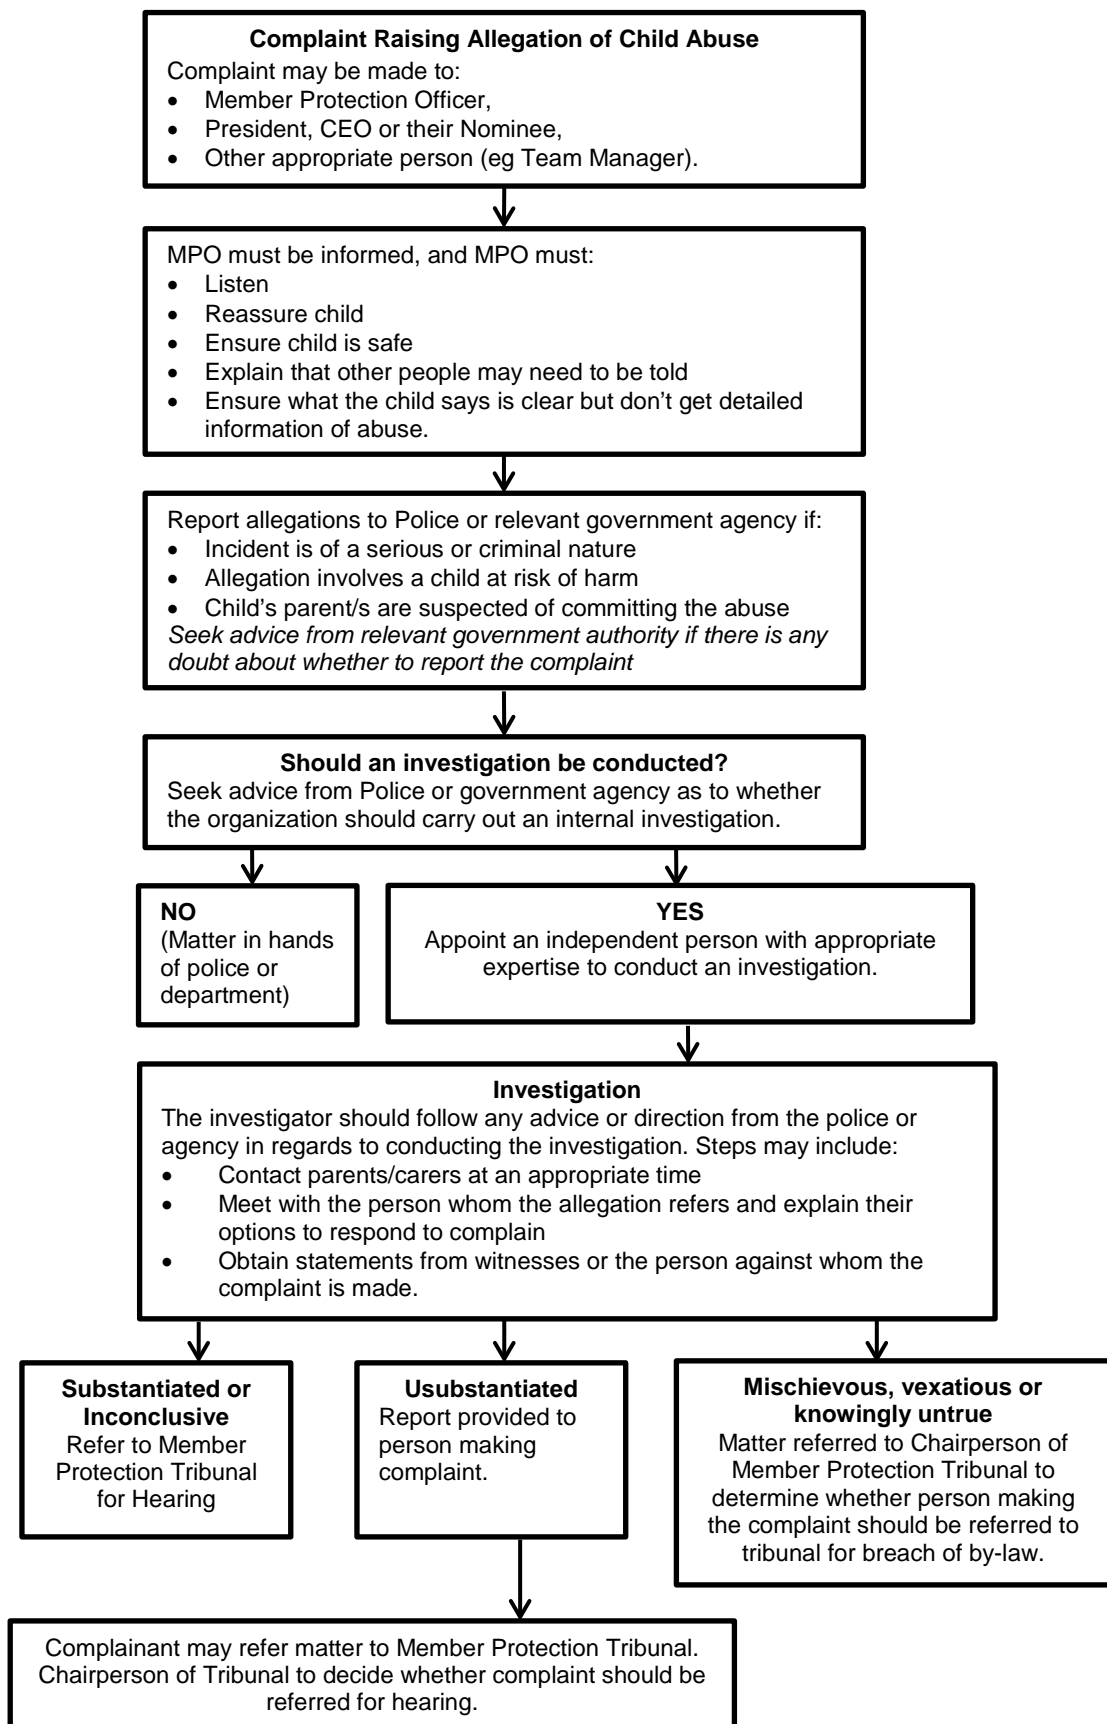 Complaint Raising Allegation of Child Abuse
Complaint may be made to:
• Member Protection Officer,
• President, CEO or their Nominee,
• Other appropriate person (eg Team Manager).
MPO must be informed, and MPO must:
• Listen
• Reassure child
• Ensure child is safe
• Explain that other people may need to be told
• Ensure what the child says is clear but don’t get detailed
information of abuse.
Report allegations to Police or relevant government agency if:
• Incident is of a serious or criminal nature
• Allegation involves a child at risk of harm
• Child’s parent/s are suspected of committing the abuse
Seek advice from relevant government authority if there is any
doubt about whether to report the complaint
Should an investigation be conducted?
Seek advice from Police or government agency as to whether
the organization should carry out an internal investigation.
NO
(Matter in hands
of police or
department)
YES
Appoint an independent person with appropriate
expertise to conduct an investigation.
Investigation
The investigator should follow any advice or direction from the police or
agency in regards to conducting the investigation. Steps may include:
• Contact parents/carers at an appropriate time
• Meet with the person whom the allegation refers and explain their
options to respond to complain
• Obtain statements from witnesses or the person against whom the
complaint is made.
Substantiated or
Inconclusive
Refer to Member
Protection Tribunal
for Hearing
Usubstantiated
Report provided to
person making
complaint.
Mischievous, vexatious or
knowingly untrue
Matter referred to Chairperson of
Member Protection Tribunal to
determine whether person making
the complaint should be referred to
tribunal for breach of by-law.
Complainant may refer matter to Member Protection Tribunal.
Chairperson of Tribunal to decide whether complaint should be
referred for hearing.